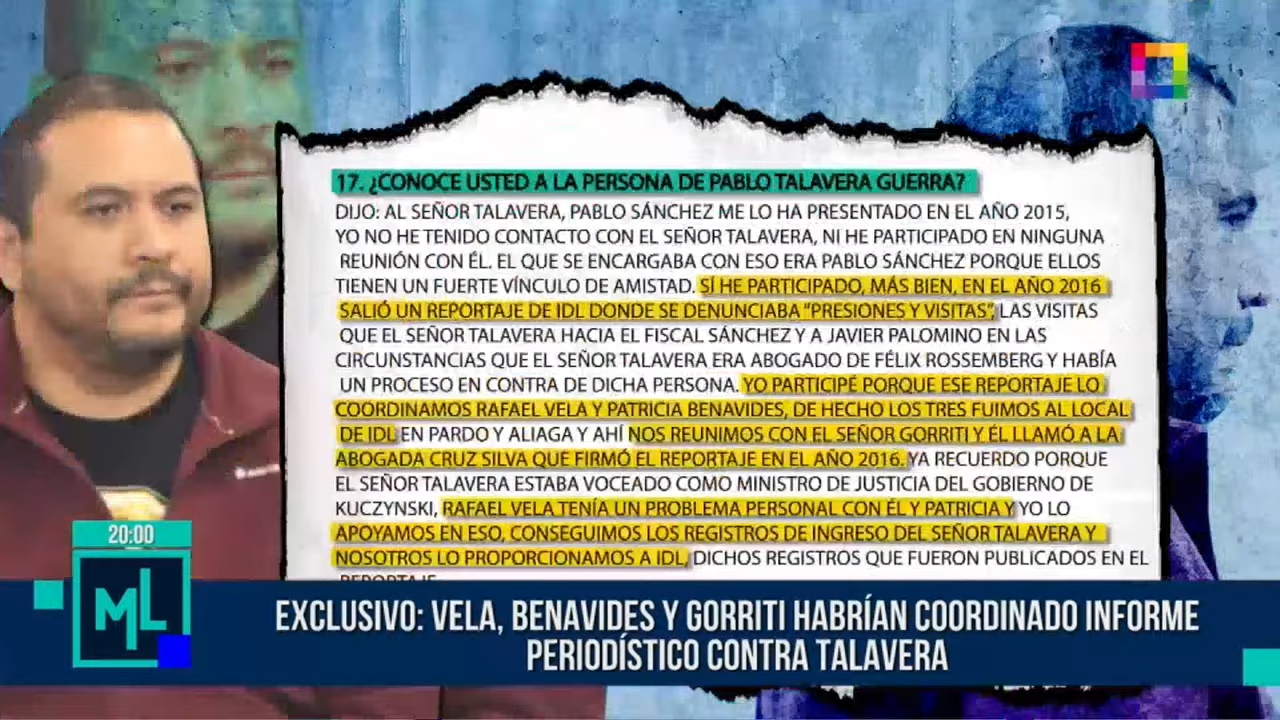 17. ¿CONOCE USTED A LA PERSONA DE PABLO TALAVERA GUERRA?
DIJO: AL SEÑOR TALAVERA, PABLO SÁNCHEZ ME LO HA PRESENTADO EN EL AÑO 2015,
YO NO HE TENIDO CONTACTO CON EL SEÑOR TALAVERA, NI HE PARTICIPADO EN NINGUNA
REUNIÓN CON ÉL. EL QUE SE ENCARGABA CON ESO ERA PABLO SÁNCHEZ PORQUE ELLOS
TIENEN UN FUERTE VÍNCULO DE AMISTAD. SÍ HE PARTICIPADO, MÁS BIEN, EN EL AÑO 2016
SALIÓ UN REPORTAJE DE IDL DONDE SE DENUNCIABA "PRESIONES Y VISITAS", LAS VISITAS
QUE EL SEÑOR TALAVERA HACIA EL FISCAL SÁNCHEZ Y A JAVIER PALOMINO EN LAS
CIRCUNSTANCIAS QUE EL SEÑOR TALAVERA ERA ABOGADO DE FÉLIX ROSSEMBERG Y HABÍA
UN PROCESO EN CONTRA DE DICHA PERSONA. YO PARTICIPÉ PORQUE ESE REPORTAJE LO
COORDINAMOS RAFAEL VELA Y PATRICIA BENAVIDES, DE HECHO LOS TRES FUIMOS AL LOCAL
DE IDL EN PARDO Y ALIAGA Y AHÍ NOS REUNIMOS CON EL SEÑOR GORRITI Y ÉL LLAMÓ A LA
ABOGADA CRUZ SILVA QUE FIRMÓ EL REPORTAJE EN EL AÑO 2016. YA RECUERDO PORQUE
EL SEÑOR TALAVERA ESTABA VOCEADO COMO MINISTRO DE JUSTICIA DEL GOBIERNO DE
KUCZYNSKI, RAFAEL VELA TENÍA UN PROBLEMA PERSONAL CON ÉL Y PATRICIA Y YO LO
APOYAMOS EN ESO, CONSEGUIMOS LOS REGISTROS DE INGRESO DEL SEÑOR TALAVERA Y
NOSOTROS LO PROPORCIONAMOS A IDL, DICHOS REGISTROS QUE FUERON PUBLICADOS EN EL
REPORTAJE
20:00
ML
EXCLUSIVO: VELA, BENAVIDES Y GORRITI HABRÍAN COORDINADO INFORME
PERIODÍSTICO CONTRA TALAVERA